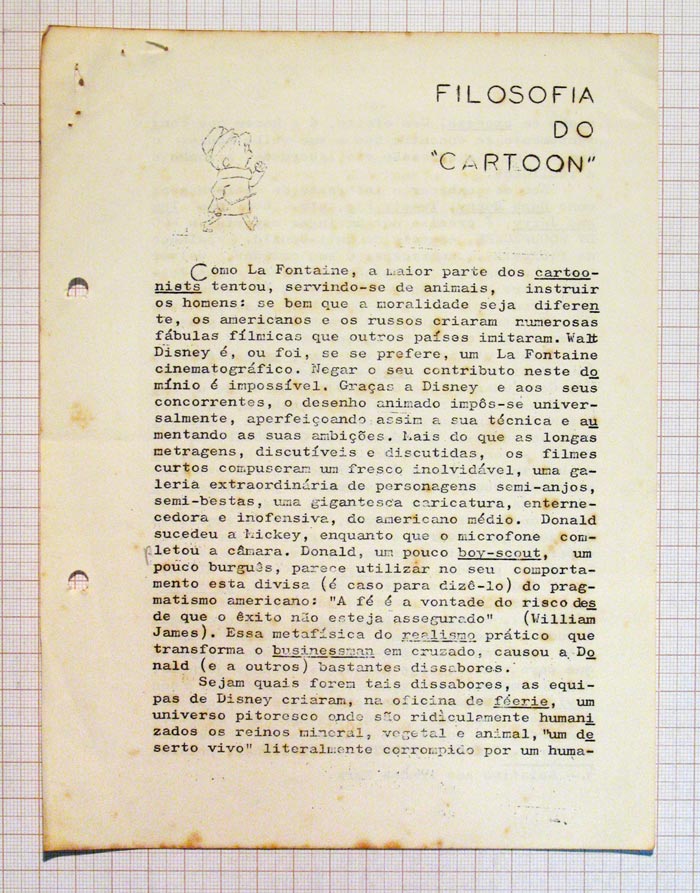 FILOSOFIA
DO
"CARTOON"
Como La Fontaine, a maior parte dos cartoo-
nists tentou, servindo-se de animais, instruir
os homens: se bem que a moralidade seja diferen
te, os americanos e os russos criaram numerosas
fábulas fílmicas que outros países imitaram. Walt
Disney é, ou foi, se se prefere, um La Fontaine
cinematográfico. Negar o seu contributo neste do
mínio é impossível. Graças a Disney e aos seus
concorrentes, o desenho animado impôs-se univer-
salmente, aperfeiçoando assim a sua técnica e au
mentando as suas ambições. Mais do que as longas
metragens, discutíveis e discutidas, os filmes
curtos compuseram um fresco inolvidável, uma ga-
leria extraordinária de personagens semi-anjos,
semi-bestas, uma gigantesca caricatura, enterne-
cedora e inofensiva, do americano médio. Donald
sucedeu a Mickey, enquanto que o microfone com-
pletou a câmara. Donald, um pouco boy-scout, um
pouco burguês, parece utilizar no seu comporta-
mento esta divisa (é caso para dizê-lo) do prag-
matismo americano: "A fé é a vontade do risco des
de que o êxito não esteja assegurado" (William
James). Essa metafísica do realismo prático que
transforma o businessman em cruzado, causou a Do
nald (e a outros) bastantes dissabores.
Sejam quais forem tais dissabores, as equi-
pas de Disney criaram, na oficina de féerie, um
universo pitoresco onde são ridìculamente humani
zados os reinos mineral, vegetal e animal, "um de
serto vivo" literalmente corrompido por um huma-